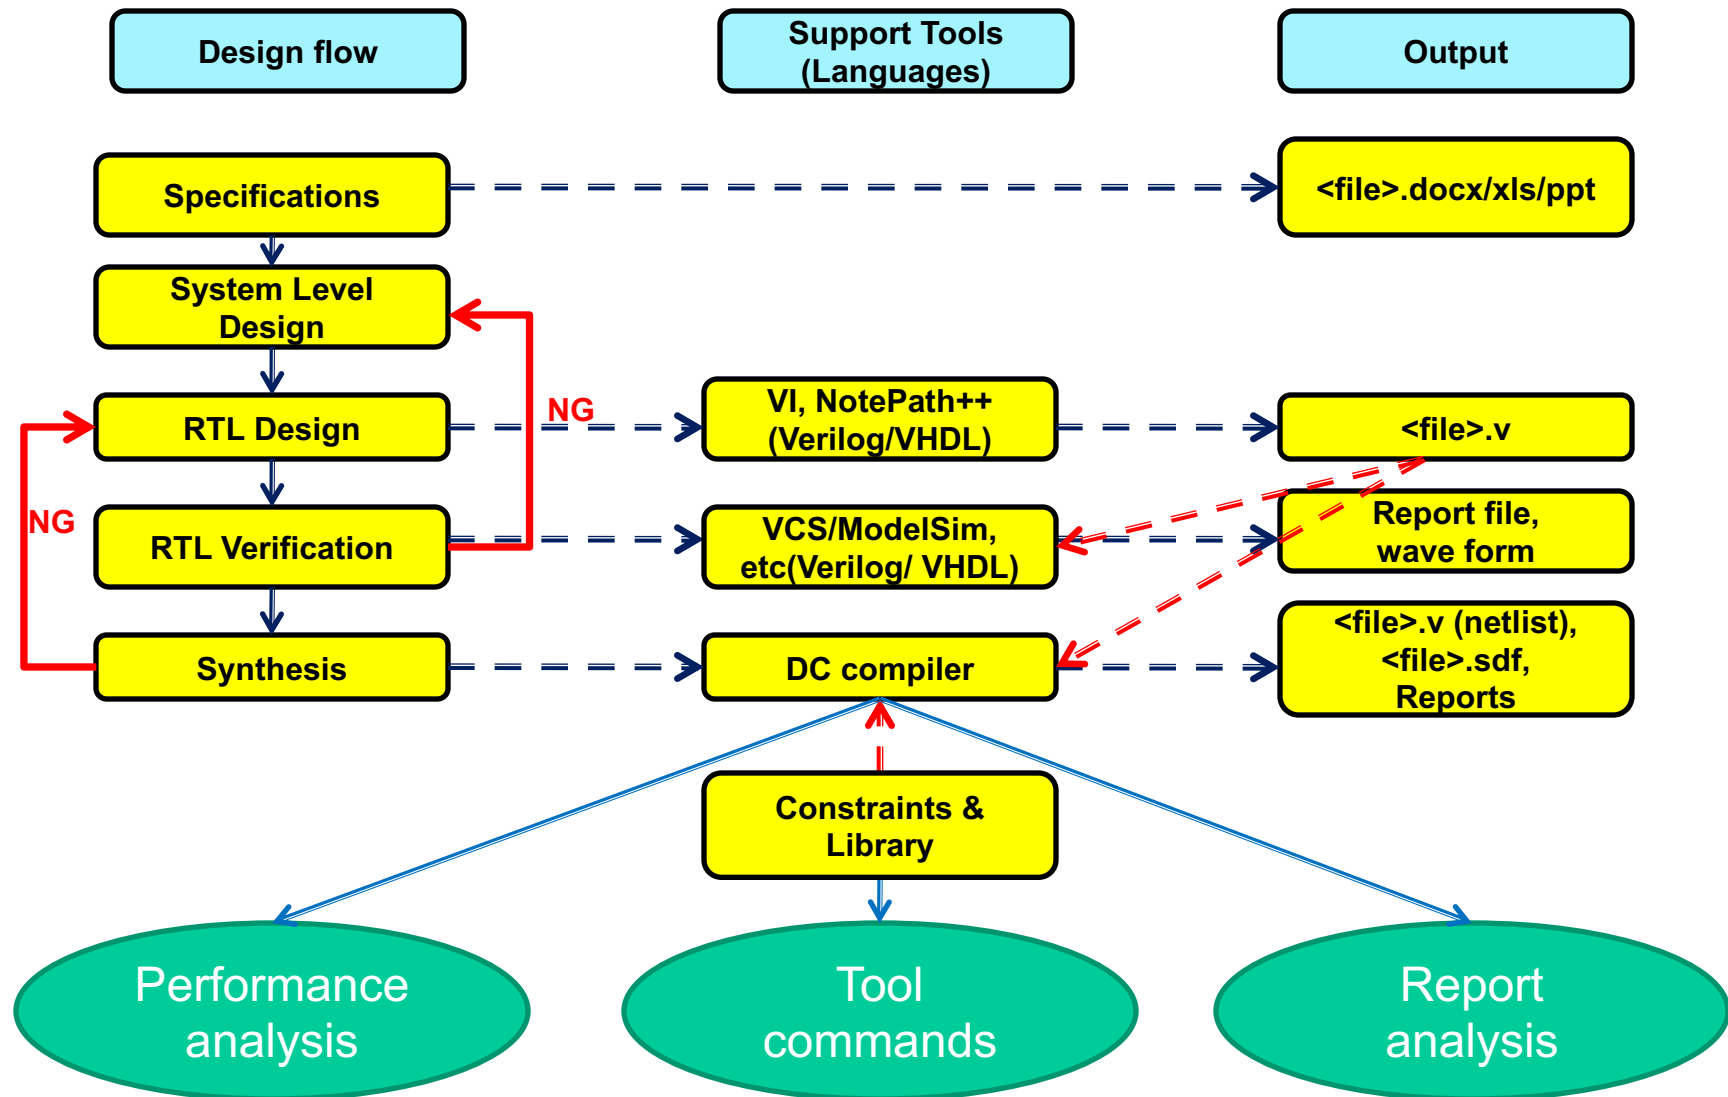 Design flow
Support Tools
(Languages)
Output
Specifications
<file>.docx/xls/ppt
System Level
Design
RTL Design
NG
VI, NotePath++
(Verilog/VHDL)
<file>.v
NG
RTL Verification
VCS/ModelSim,
etc(Verilog/ VHDL)
Report file,
wave form
Synthesis
DC compiler
<file>.v (netlist),
<file>.sdf,
Reports
Constraints &
Library
Performance
analysis
Tool
commands
Report
analysis